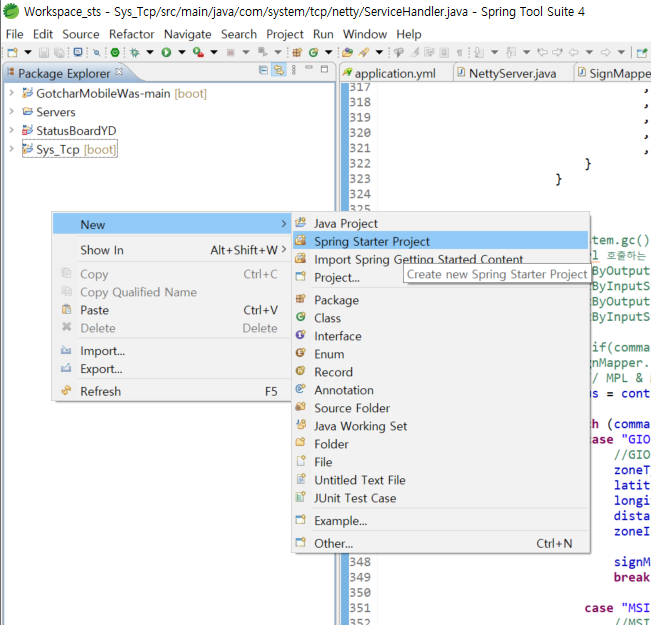 Workspace_sts - Sys_Tcp/src/main/java/com/system/tcp/netty/ServiceHandler.java - Spring Tool Suite 4
File Edit Source Refactor Navigate Search Project Run Window Help
Package Explorer
application.yml NettyServer.java SignMappe
GotcharMobileWas-main [boot]
Servers
StatusBoardYD
Sys_Tcp [boot]
317 ,
318 ,
319 ,
320 ,
321 ,
322 }
323 }
324
325
New
Show In Alt+Shift+W
Copy Ctrl+C
Copy Qualified Name
Paste Ctrl+V
Delete Delete
Import...
Export...
Refresh F5
Java Project
Spring Starter Project
Import Spring Getting Started Content
Project...
Create new Spring Starter Project
Package
Class
Interface
Enum
Record
Annotation
Source Folder
Java Working Set
Folder
File
Untitled Text File
JUnit Test Case
Example...
Other... Ctrl+N
tem.gc()
호출하는
ByOutput
ByInputS
ByOutput
ByInputS
if(comma
gnMapper.
// MPL &
us = cont
ch (comma
case "GIO
//GIO
zoneT
latit
longi
dista
zoneI
348 signM
349 break
350
351 case "MSI
352 //MSI